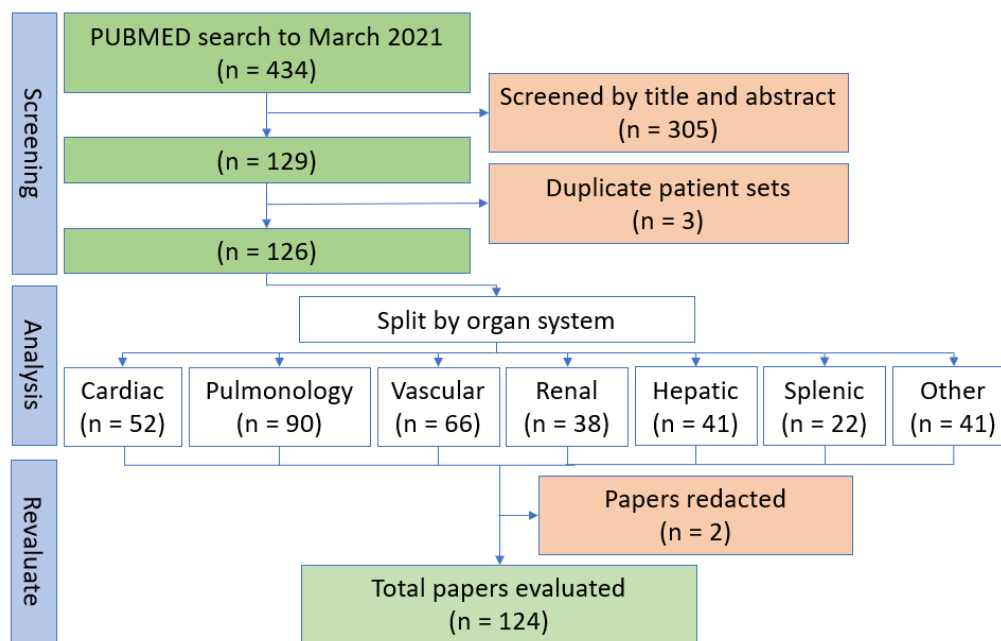 Screening
PUBMED search to March 2021
(n = 434)
Screened by title and abstract
(n = 305)
(n = 129)
Duplicate patient sets
(n = 3)
(n = 126)
Analysis
Split by organ system
Cardiac
(n = 52)
Pulmonology
(n = 90)
Vascular
(n = 66)
Renal
(n = 38)
Hepatic
(n = 41)
Splenic
(n = 22)
Other
(n = 41)
Revaluate
Papers redacted
(n = 2)
Total papers evaluated
(n = 124)